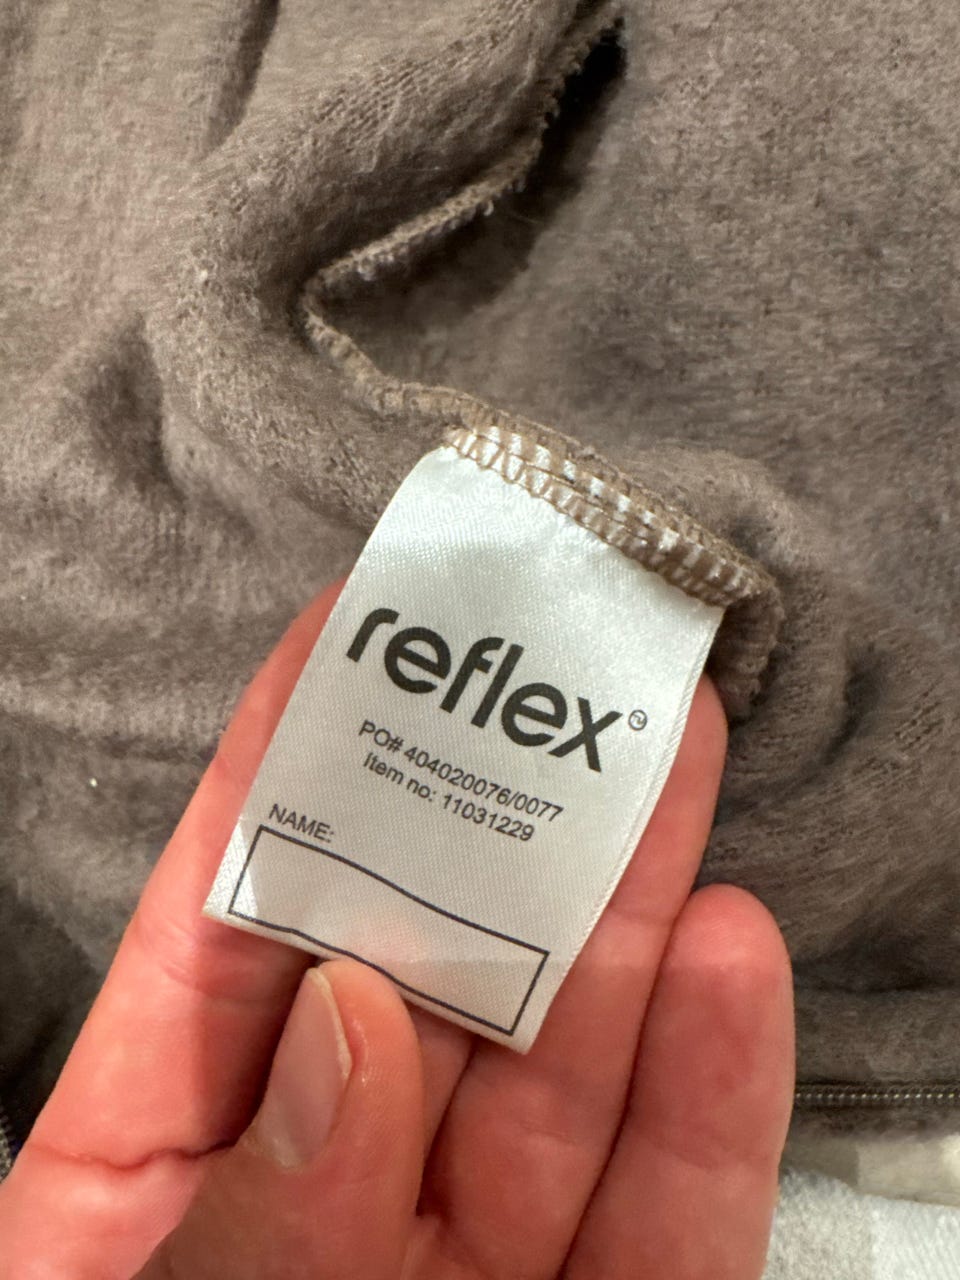 reflex
PO# 404020076/0077
Item no: 11031229
NAME: